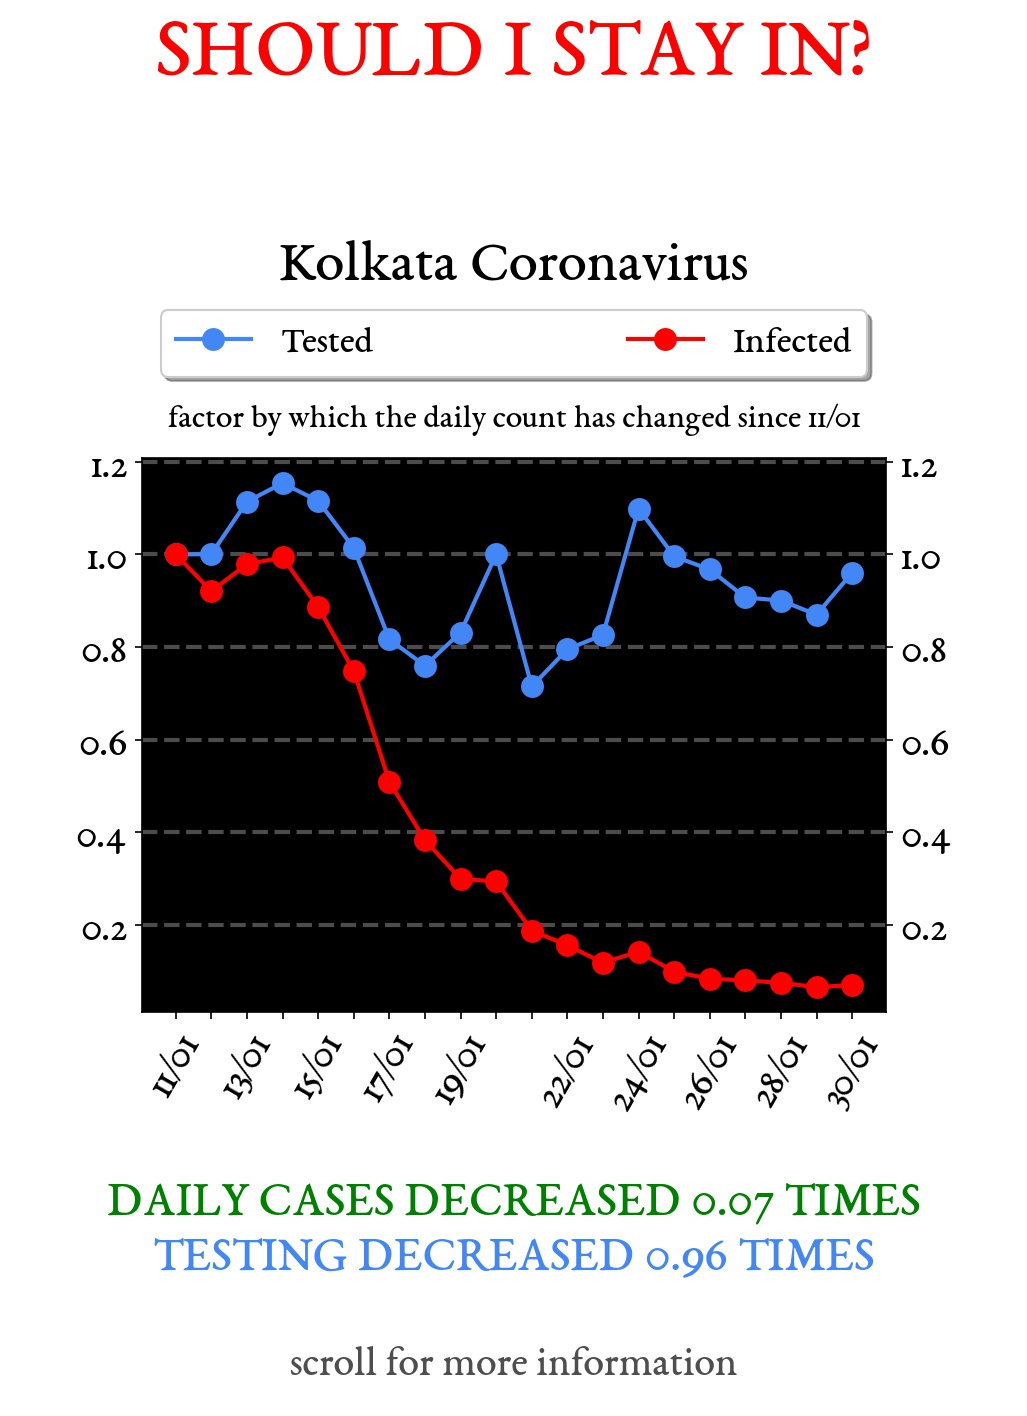 SHOULD I STAY IN?
Kolkata Coronavirus
Tested Infected
factor by which the daily count has changed since 11/01
1.2 1.2
1.0 1.0
0.8 0.8
0.6 0.6
0.4 0.4
0.2 0.2
11/01 13/01 15/01 17/01 19/01 22/01 24/01 26/01 28/01 30/01
DAILY CASES DECREASED 0.07 TIMES
TESTING DECREASED 0.96 TIMES
scroll for more information